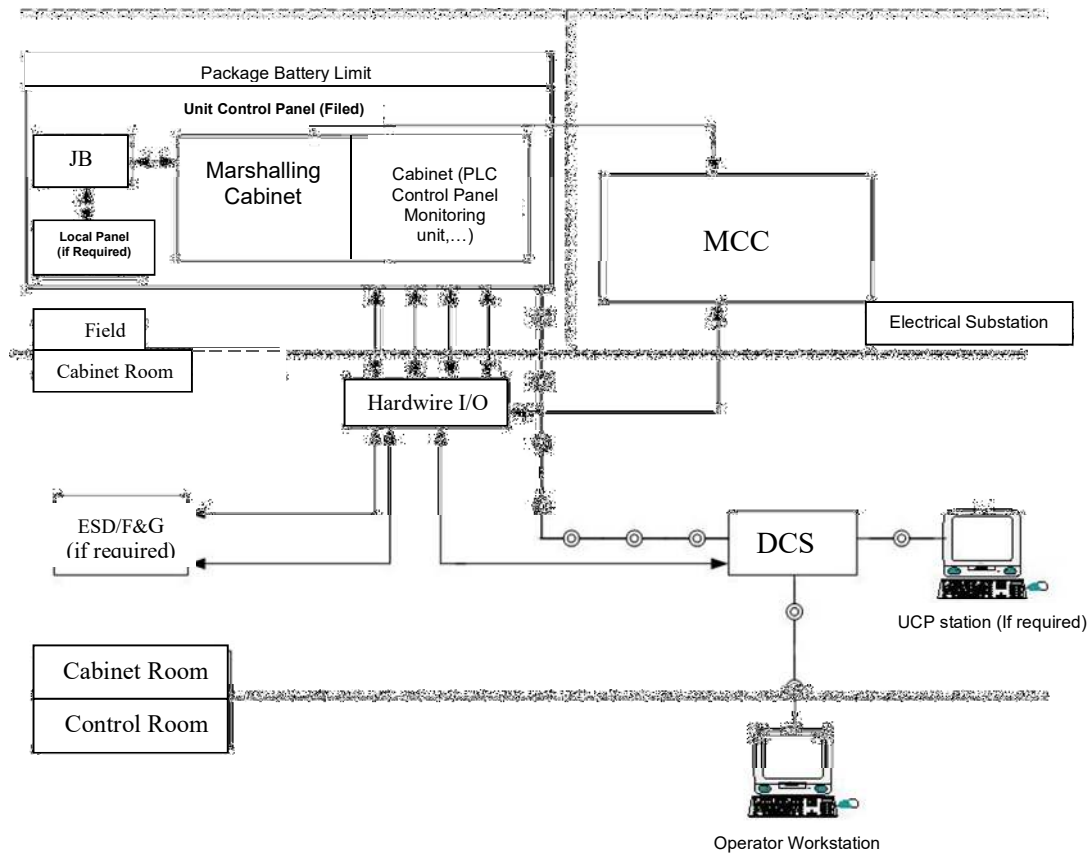 Package Battery Limit
Unit Control Panel (Filed)
JB
Marshalling
Cabinet
Cabinet (PLC
Control Panel
Monitoring
unit,...)
Local Panel
(if Required)
MCC
Electrical Substation
Field
Cabinet Room
Hardwire I/O
ESD/F&G
(if required)
DCS
UCP station (If required)
Cabinet Room
Control Room
Operator Workstation